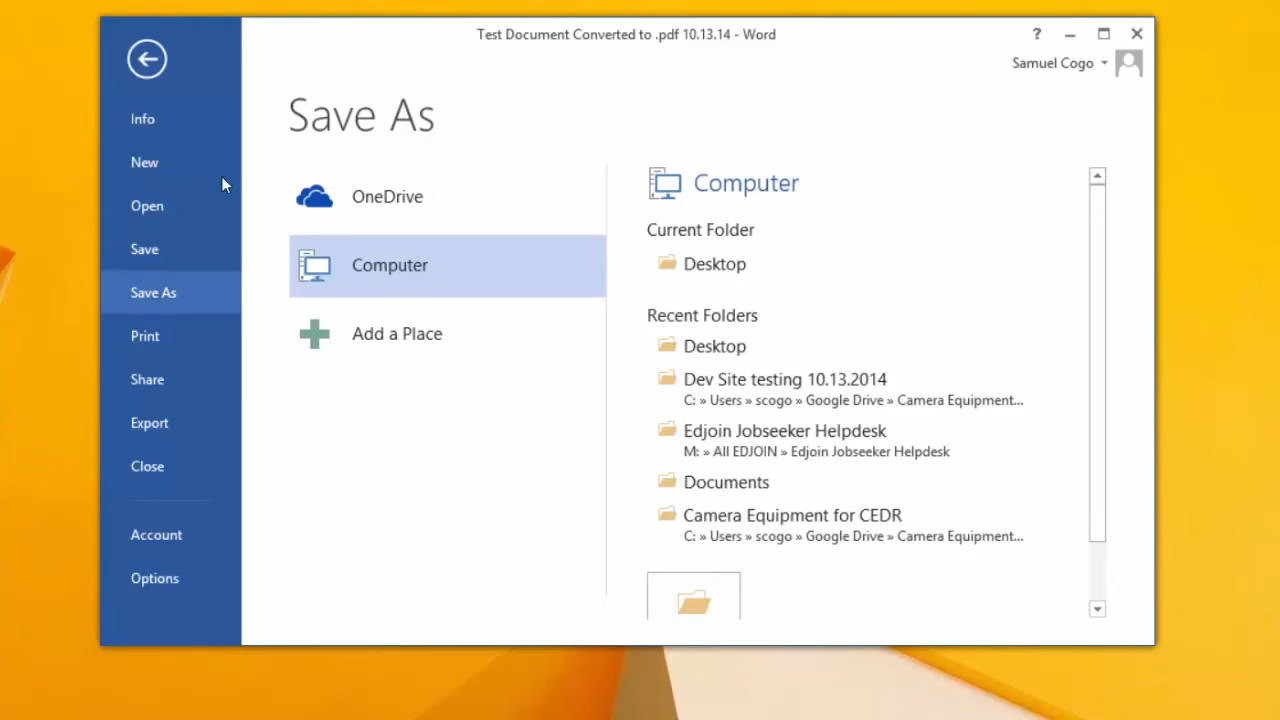 Test Document Converted to .pdf 10.13.14 - Word
?
Samuel Cogo
Info
New
Open
Save
Save As
Print
Share
Export
Close
Account
Options
Save As
OneDrive
Computer
Add a Place
Computer
Current Folder
Desktop
Recent Folders
Desktop
Dev Site testing 10.13.2014
C: » Users » scogo » Google Drive » Camera Equipment...
Edjoin Jobseeker Helpdesk
M: » All EDJOIN » Edjoin Jobseeker Helpdesk
Documents
Camera Equipment for CEDR
C: » Users » scogo » Google Drive » Camera Equipment...